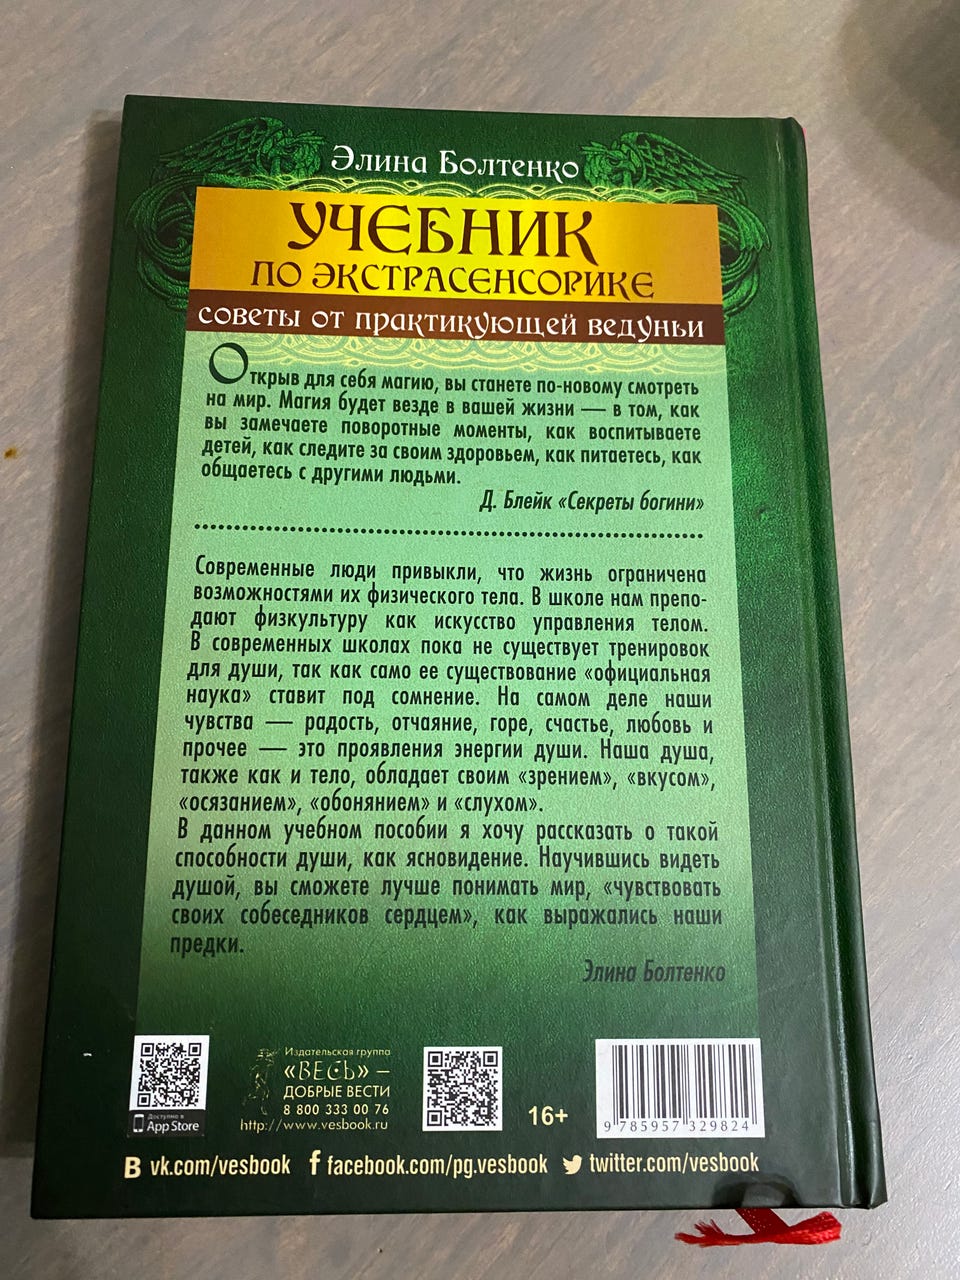 Элина Болтенко
УЧЕБНИК
ПО ЭКСТРАСЕНСОРИКЕ
СОВЕТЫ ОТ ПРАКТИКУЮЩЕЙ ВЕДУНЬИ
Открыв для себя магию, вы станете по-новому смотреть
на мир. Магия будет везде в вашей жизни — в том, как
вы замечаете поворотные моменты, как воспитываете
детей, как следите за своим здоровьем, как питаетесь, как
общаетесь с другими людьми.
Д. Блейк «Секреты богини»
Современные люди привыкли, что жизнь ограничена
возможностями их физического тела. В школе нам препо-
дают физкультуру как искусство управления телом.
В современных школах пока не существует тренировок
для души, так как само ее существование «официальная
наука» ставит под сомнение. На самом деле наши
чувства — радость, отчаяние, горе, счастье, любовь и
прочее — это проявления энергии души. Наша душа,
также как и тело, обладает своим «зрением», «вкусом»,
«осязанием», «обонянием» и «слухом».
В данном учебном пособии я хочу рассказать о такой
способности души, как ясновидение. Научившись видеть
душой, вы сможете лучше понимать мир, «чувствовать
своих собеседников сердцем», как выражались наши
предки.
Элина Болтенко
Доступно в
App Store
Издательская группа
«ВЕСЬ» —
ДОБРЫЕ ВЕСТИ
8 800 333 00 76
http://www.vesbook.ru
16+
9 785957 329824
В vk.com/vesbook f facebook.com/pg.vesbook twitter.com/vesbook